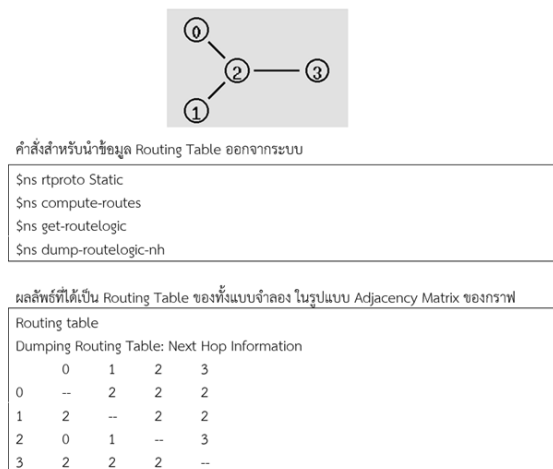 0
2
3
1
คำสั่งสำหรับนำข้อมูล Routing Table ออกจากระบบ
$ns rtproto Static
$ns compute-routes
$ns get-routelogic
$ns dump-routelogic-nh
ผลลัพธ์ที่ได้เป็น Routing Table ของทั้งแบบจำลอง ในรูปแบบ Adjacency Matrix ของกราฟ
Routing table
Dumping Routing Table: Next Hop Information
0 1 2 3
0 -- 2 2 2
1 2 -- 2 2
2 0 1 -- 3
3 2 2 2 --